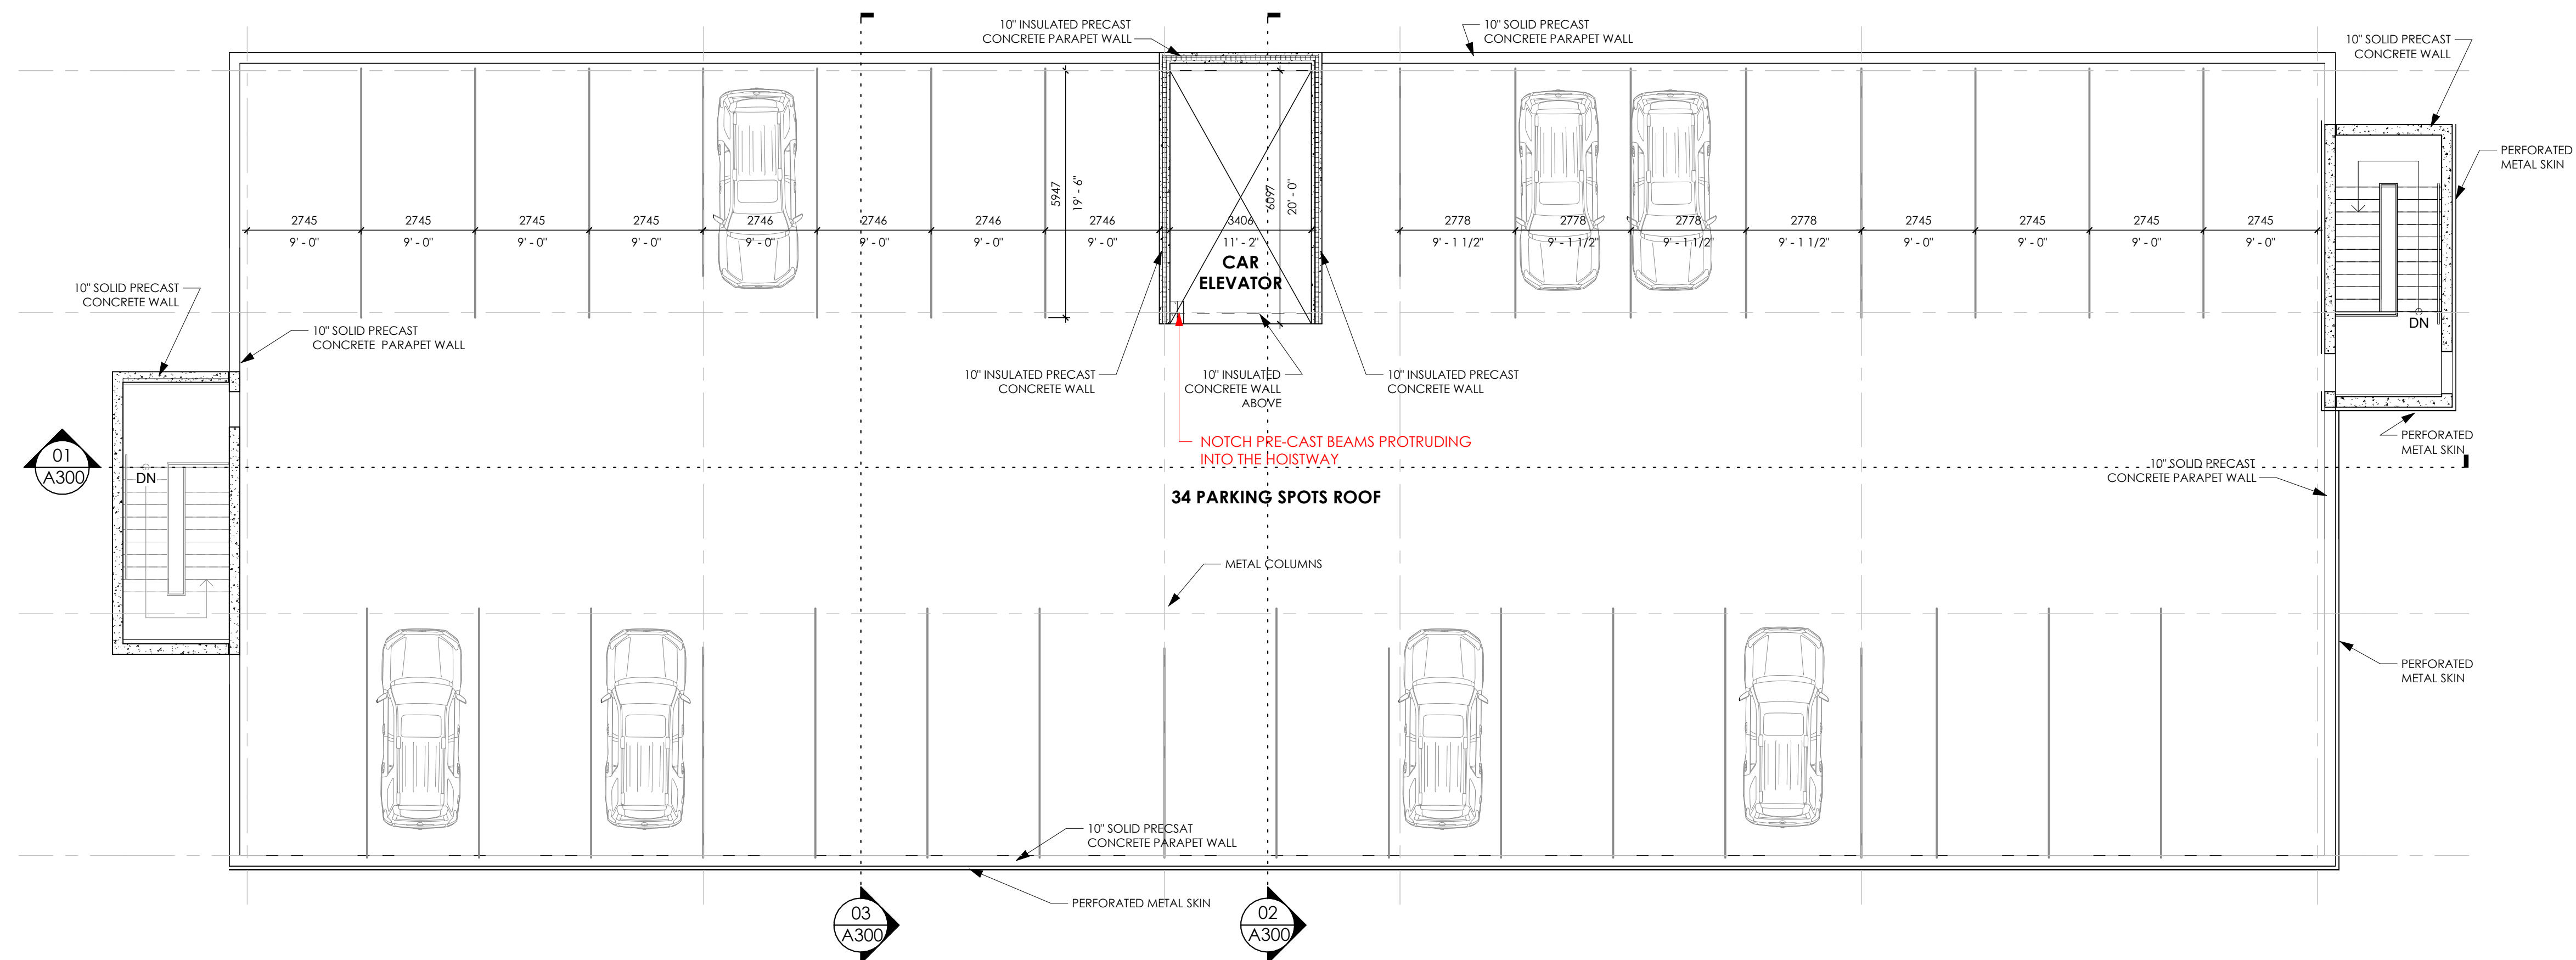 10" INSULATED PRECAST
CONCRETE PARAPET WALL
10" SOLID PRECAST
CONCRETE PARAPET WALL
10" SOLID PRECAST
CONCRETE WALL
PERFORATED
METAL SKIN
5947
19' - 6"
6097
20' - 0"
2745
2745
2745
2745
2746
2746
2746
2746
3406
2778
2778
2778
2778
2745
2745
2745
2745
9' - 0"
9' - 0"
9' - 0"
9' - 0"
9' - 0"
9' - 0"
9' - 0"
9' - 0"
11' - 2"
9' - 1 1/2"
9' - 1 1/2"
9' - 1 1/2"
9' - 1 1/2"
9' - 0"
9' - 0"
9' - 0"
9' - 0"
CAR
ELEVATOR
10" SOLID PRECAST
CONCRETE WALL
10" SOLID PRECAST
CONCRETE  PARAPET WALL
DN
10" INSULATED PRECAST
CONCRETE WALL
10" INSULATED
CONCRETE WALL
ABOVE
10" INSULATED PRECAST
CONCRETE WALL
NOTCH PRE-CAST BEAMS PROTRUDING
INTO THE HOISTWAY
PERFORATED
METAL SKIN
01
A300
DN
10" SOLID PRECAST
CONCRETE PARAPET WALL
34 PARKING SPOTS ROOF
METAL COLUMNS
PERFORATED
METAL SKIN
10" SOLID PRECSAT
CONCRETE PARAPET WALL
PERFORATED METAL SKIN
03
A300
02
A300